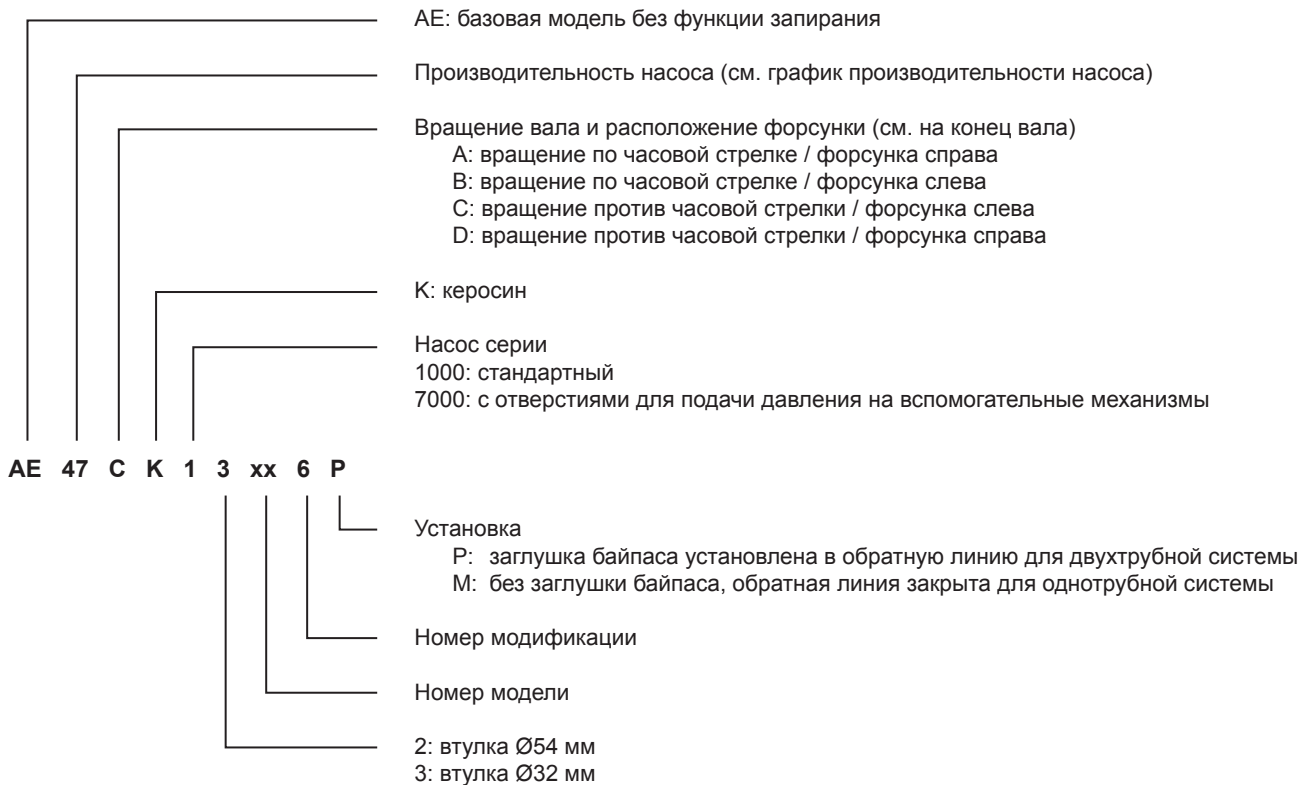 AE: базовая модель без функции запирания
Производительность насоса (см. график производительности насоса)
Вращение вала и расположение форсунки (см. на конец вала)
A: вращение по часовой стрелке / форсунка справа
B: вращение по часовой стрелке / форсунка слева
C: вращение против часовой стрелки / форсунка слева
D: вращение против часовой стрелки / форсунка справа
K: керосин
Насос серии
1000: стандартный
7000: с отверстиями для подачи давления на вспомогательные механизмы
AE 47 C K 1 3 xx 6 P
Установка
P: заглушка байпаса установлена в обратную линию для двухтрубной системы
M: без заглушки байпаса, обратная линия закрыта для однотрубной системы
Номер модификации
Номер модели
2: втулка Ø54 мм
3: втулка Ø32 мм